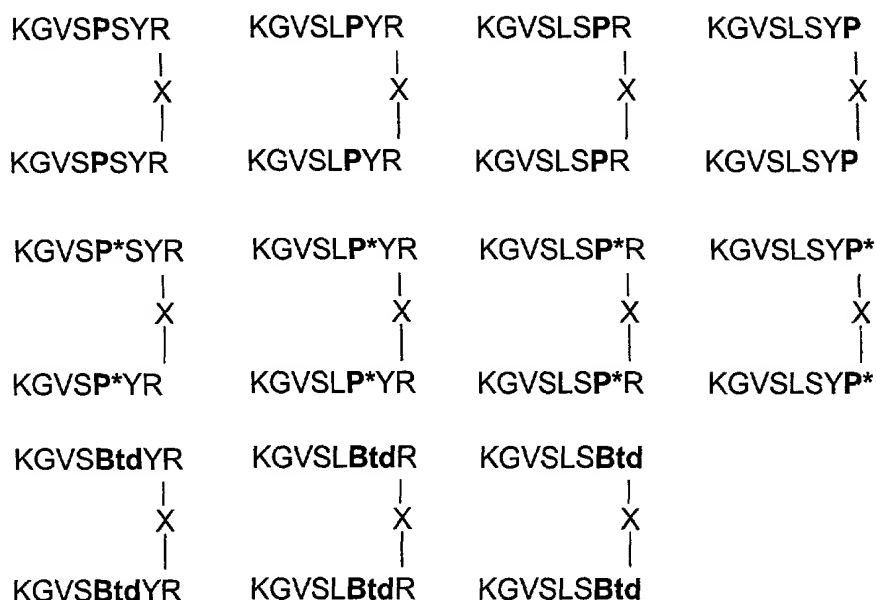 KGVSPSYR KGVSLPYR KGVSLSPR KGVSLSYP
X X X X
KGVSPSYR KGVSLPYR KGVSLSPR KGVSLSYP
KGVSP*SYR KGVSLP*YR KGVSLSP*R KGVSLSYP*
X X X X
KGVSP*YR KGVSLP*YR KGVSLSP*R KGVSLSYP*
KGVSBtdYR KGVSLBtdR KGVSLSBtd
X X X
KGVSBtdYR KGVSLBtdR KGVSLSBtd